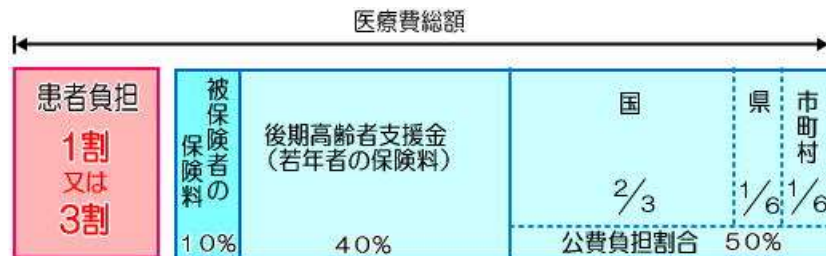 医療費総額
患者負担
1割
又は
3割
被保険者の
保険料
10%
後期高齢者支援金
（若年者の保険料）
40%
国
2/3
県
1/6
市町村
1/6
公費負担割合 50%